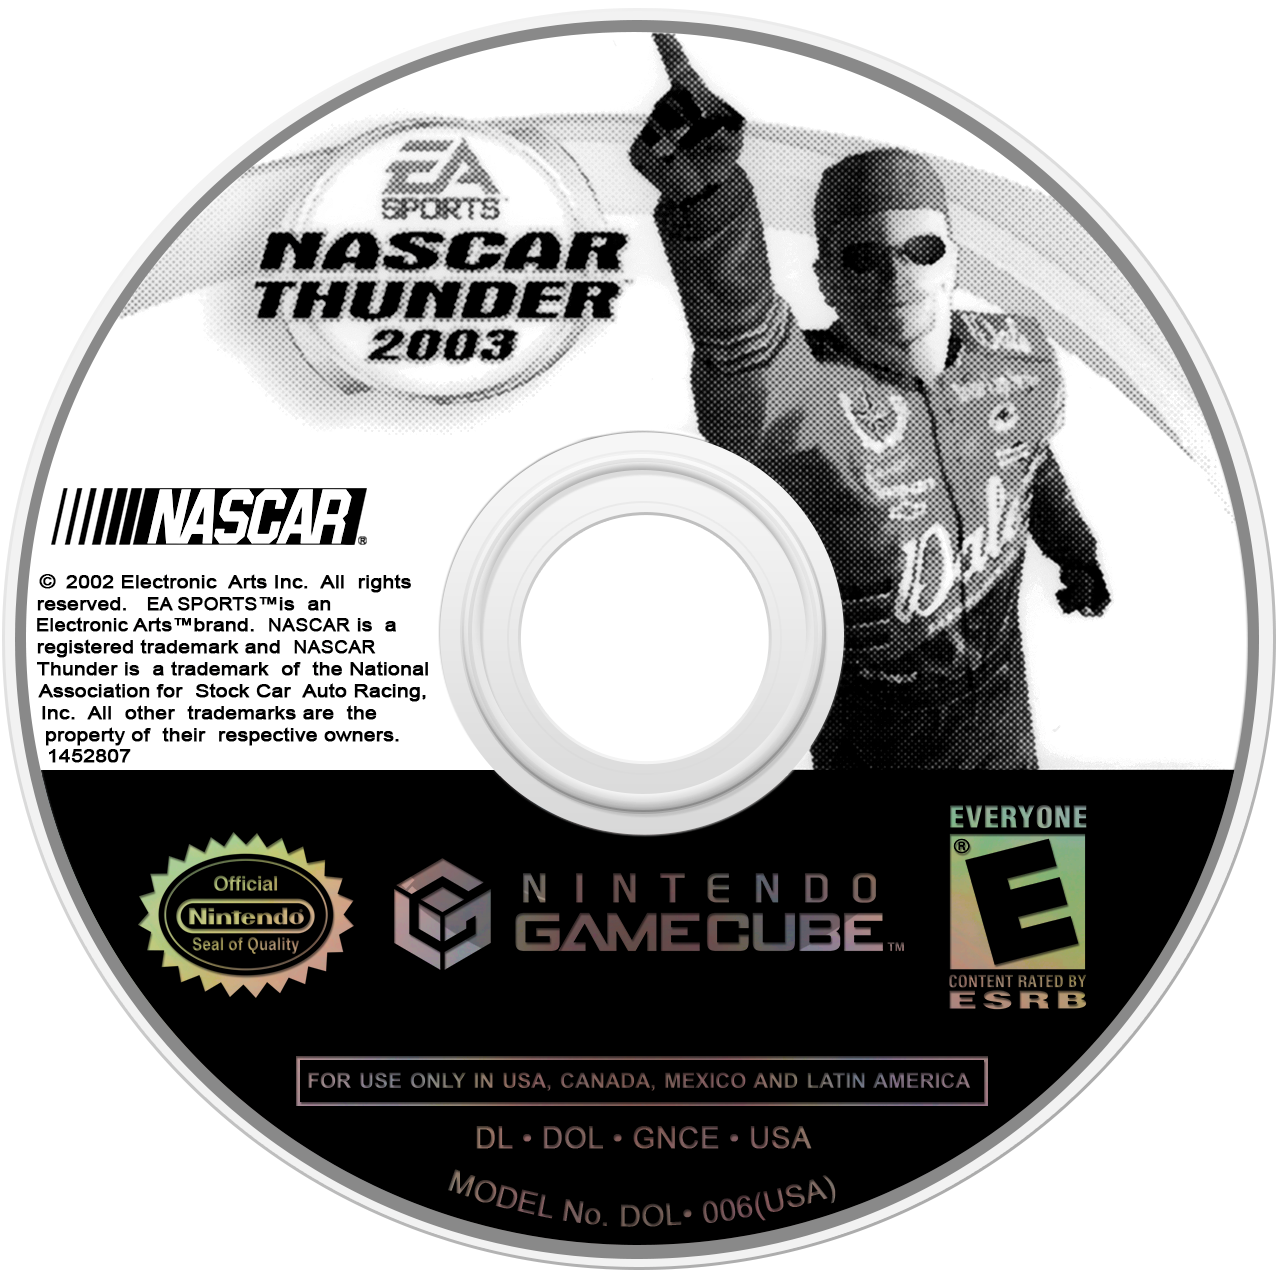 EA
SPORTS™
NASCAR
THUNDER™
2003
NASCAR®
© 2002 Electronic Arts Inc. All rights
reserved. EA SPORTS™is an
Electronic Arts™brand. NASCAR is a
registered trademark and NASCAR
Thunder is a trademark of the National
Association for Stock Car Auto Racing,
Inc. All other trademarks are the
property of their respective owners.
1452807
Official
Nintendo®
Seal of Quality
NINTENDO
GAMECUBE™
EVERYONE
®
E
CONTENT RATED BY
ESRB
FOR USE ONLY IN USA, CANADA, MEXICO AND LATIN AMERICA
DL • DOL • GNCE • USA
MODEL No. DOL• 006(USA)